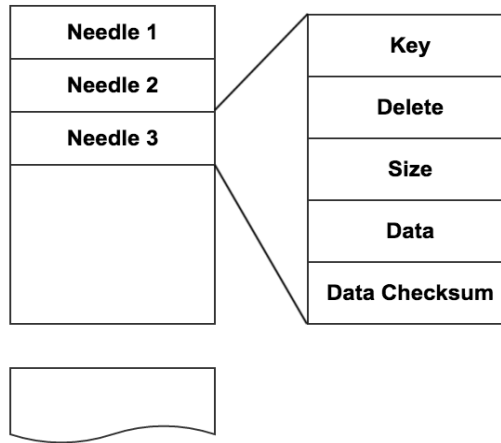 Needle 1
Needle 2
Needle 3
Key
Delete
Size
Data
Data Checksum